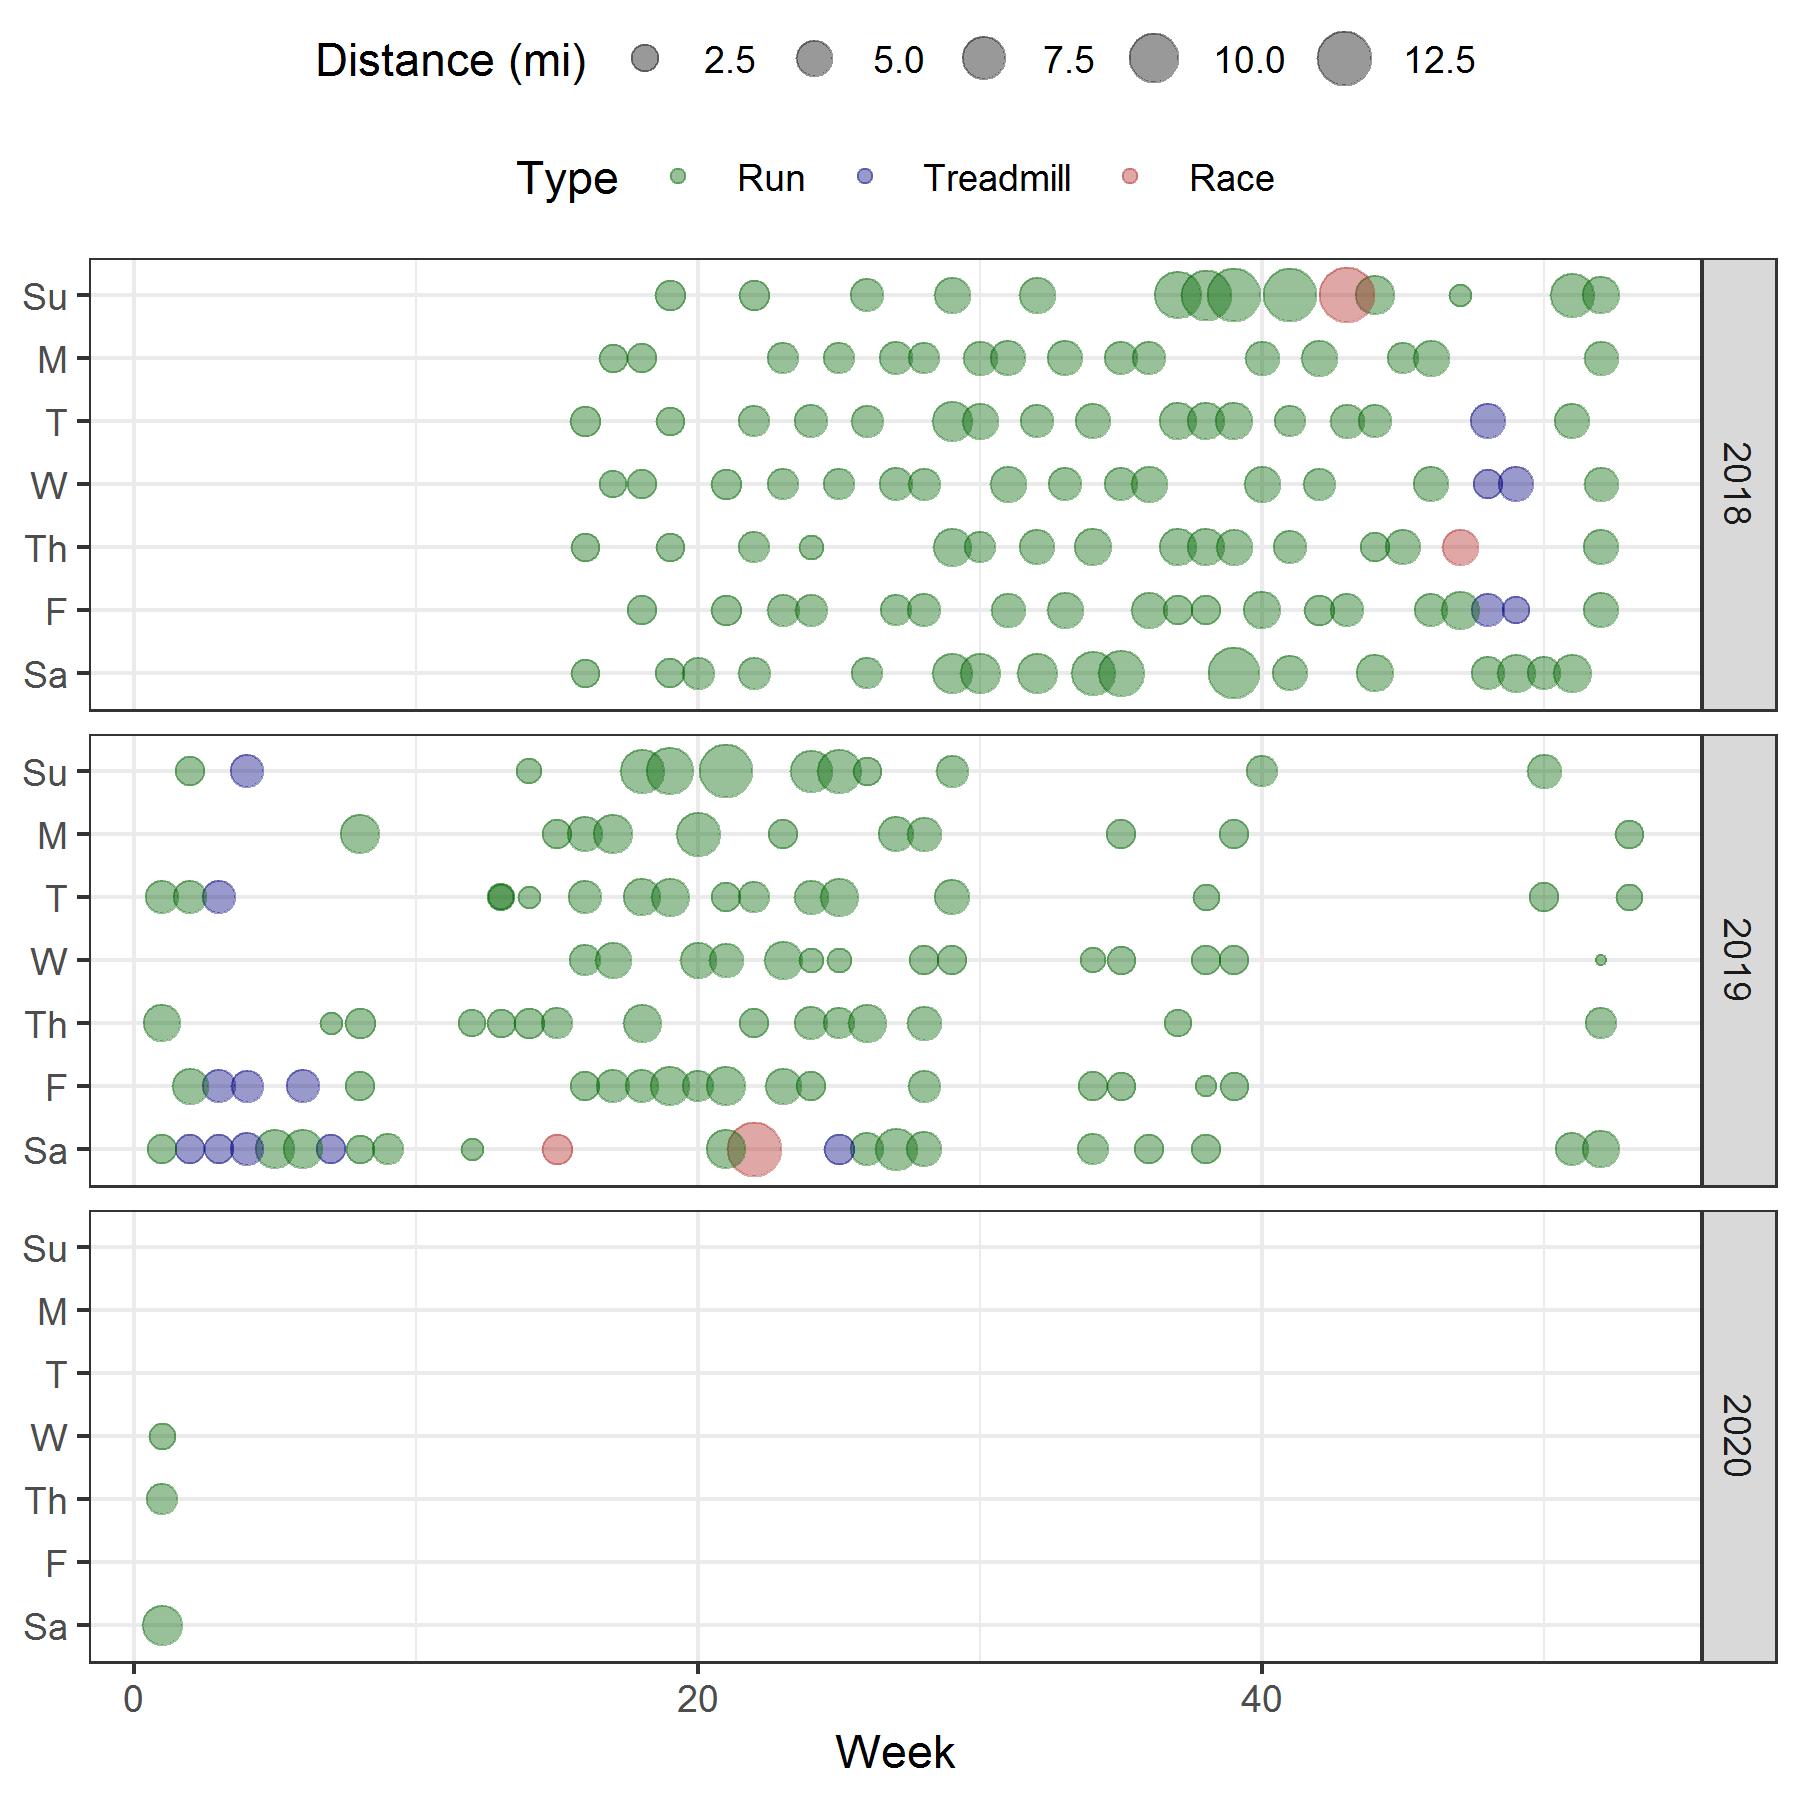 Distance (mi) 2.5 5.0 7.5 10.0 12.5
Type Run Treadmill Race
Su
M
T
W
Th
F
Sa
2018
Su
M
T
W
Th
F
Sa
2019
Su
M
T
W
Th
F
Sa
2020
0 20 40
Week